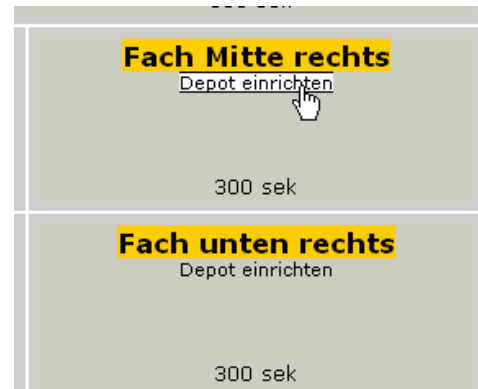 Fach Mitte rechts
Depot einrichten
300 sek
Fach unten rechts
Depot einrichten
300 sek